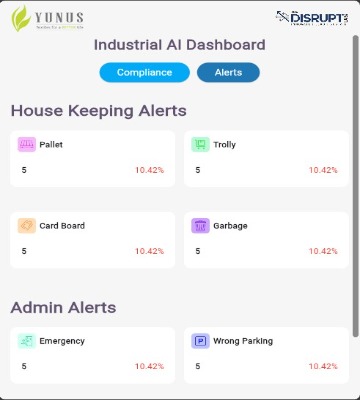 YUNUS
DISRUPT
Industrial AI Dashboard
Compliance
Alerts
House Keeping Alerts
Pallet
Trolly
5
10.42%
5
10.42%
Card Board
Garbage
5
10.42%
5
10.42%
Admin Alerts
Emergency
P
Wrong Parking
5
10.42%
5
10.42%